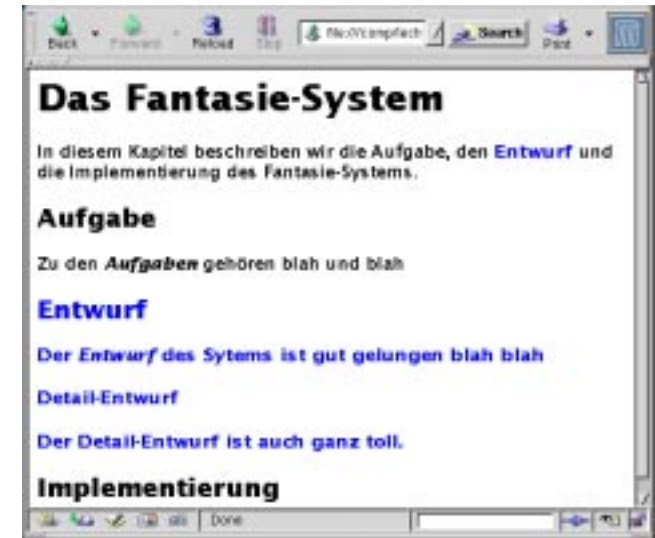 Back Forward Reload Stop Search Print
Das Fantasie-System
In diesem Kapitel beschreiben wir die Aufgabe, den Entwurf und
die Implementierung des Fantasie-Systems.
Aufgabe
Zu den Aufgaben gehören blah und blah
Entwurf
Der Entwurf des Sytems ist gut gelungen blah blah
Detail-Entwurf
Der Detail-Entwurf ist auch ganz toll.
Implementierung
Done